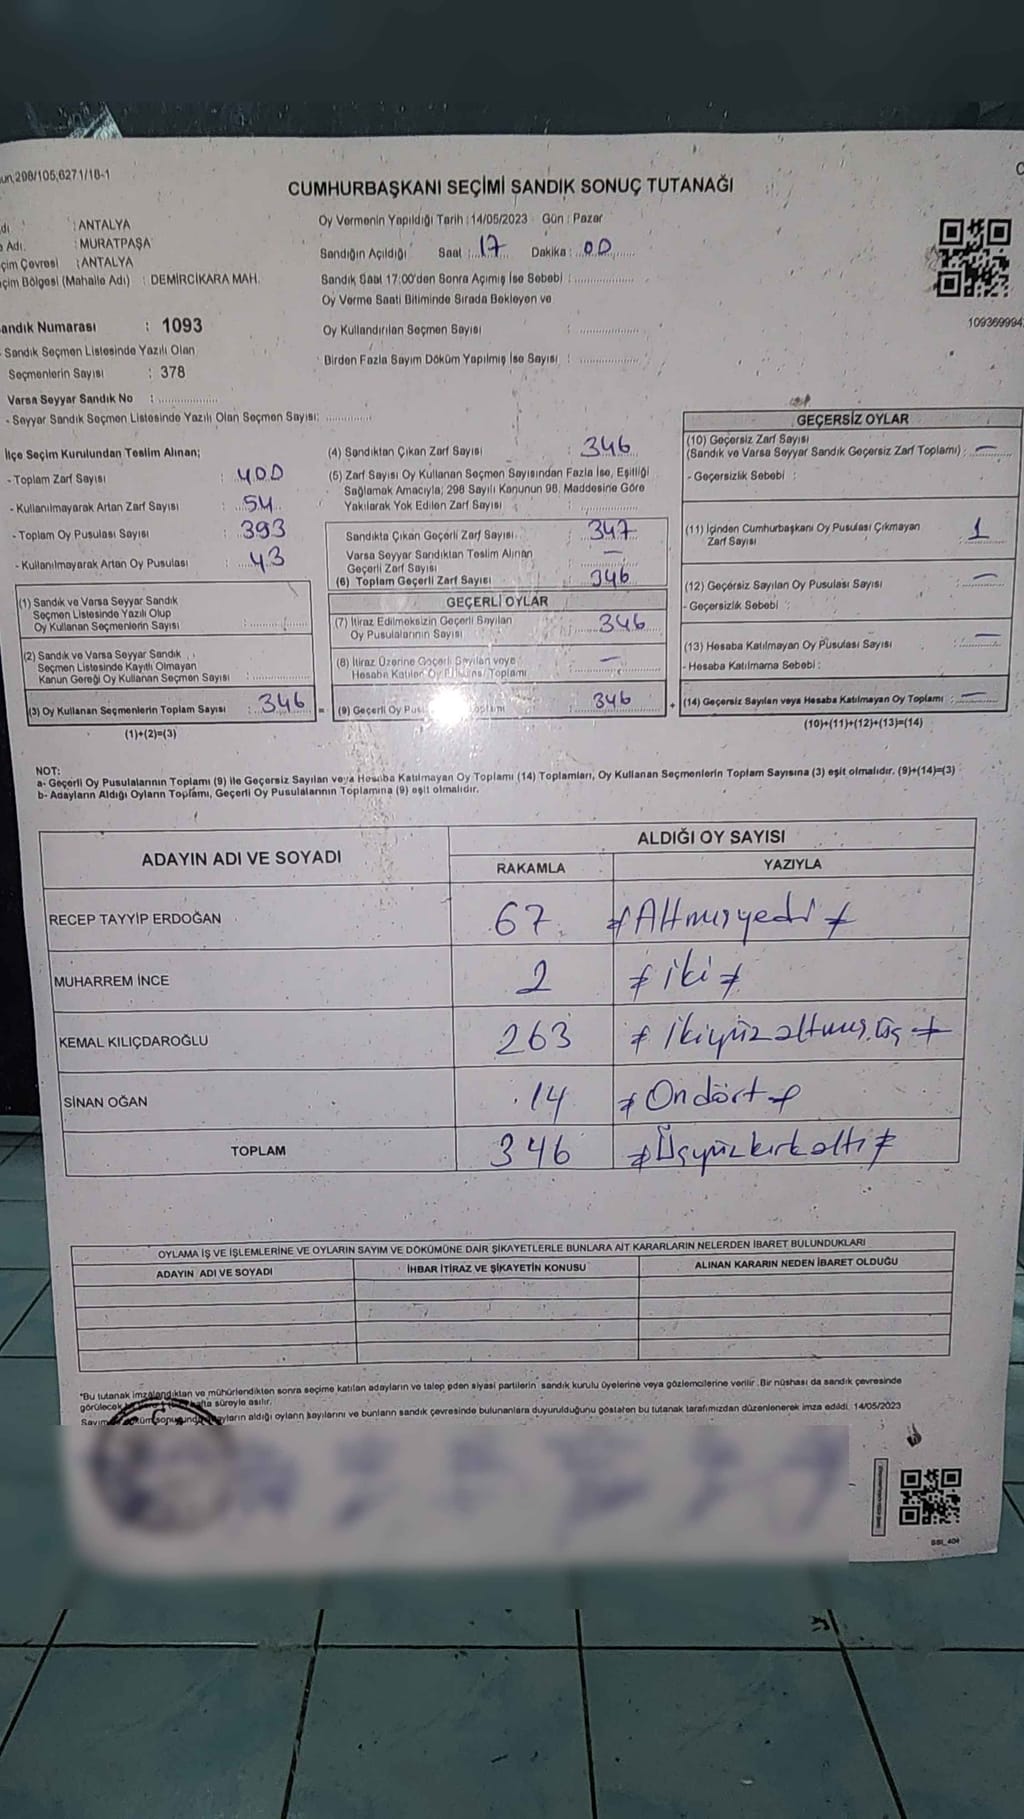 298/105,6271/16-1
CUMHURBAŞKANI SEÇİMİ SANDIK SONUÇ TUTANAĞI
: ANTALYA
Adı. : MURATPAŞA
çim Çevresi : ANTALYA
çim Bölgesi (Mahalle Adı) : DEMİRCİKARA MAH.
andık Numarası : 1093
- Sandık Seçmen Listesinde Yazılı Olan
Seçmenlerin Sayısı : 378
Varsa Seyyar Sandık No : ..................
- Seyyar Sandık Seçmen Listesinde Yazılı Olan Seçmen Sayısı: ..............
Oy Vermenin Yapıldığı Tarih : 14/05/2023 Gün : Pazar
Sandığın Açıldığı Saat : 17 Dakika : 00
Sandık Saat 17:00'den Sonra Açımış İse Sebebi : ..................
Oy Verme Saati Bitiminde Sırada Bekleyen ve
Oy Kullandırılan Seçmen Sayısı : ..................
Birden Fazla Sayım Döküm Yapılmış İse Sayısı : ..................
109369994
İlçe Seçim Kurulundan Teslim Alınan;
- Toplam Zarf Sayısı : 400
- Kullanılmayarak Artan Zarf Sayısı : 54
- Toplam Oy Pusulası Sayısı : 393
- Kullanılmayarak Artan Oy Pusulası : 43
(1) Sandık ve Varsa Seyyar Sandık
Seçmen Listesinde Yazılı Olup
Oy Kullanan Seçmenlerin Sayısı : ..................
(2) Sandık ve Varsa Seyyar Sandık
Seçmen Listesinde Kayıtlı Olmayan
Kanun Gereği Oy Kullanan Seçmen Sayısı : ..................
(3) Oy Kullanan Seçmenlerin Toplam Sayısı : 346 =
(1)+(2)=(3)
(4) Sandıktan Çıkan Zarf Sayısı : 346
(5) Zarf Sayısı Oy Kullanan Seçmen Sayısından Fazla İse, Eşitliği
Sağlamak Amacıyla; 298 Sayılı Kanunun 98. Maddesine Göre
Yakılarak Yok Edilen Zarf Sayısı : ..................
Sandıkta Çıkan Geçerli Zarf Sayısı : 347
Varsa Seyyar Sandıktan Teslim Alınan
Geçerli Zarf Sayısı : —
(6) Toplam Geçerli Zarf Sayısı : 346
GEÇERLİ OYLAR
(7) İtiraz Edilmeksizin Geçerli Sayılan
Oy Pusulalarının Sayısı : 346
(8) İtiraz Üzerine Geçerli Sayılan veya
Hesaba Katılan Oy Toplamı : —
(9) Geçerli Oy : 346 +
GEÇERSİZ OYLAR
(10) Geçersiz Zarf Sayısı
(Sandık ve Varsa Seyyar Sandık Geçersiz Zarf Toplamı) : —
- Geçersizlik Sebebi :
(11) İçinden Cumhurbaşkanı Oy Pusulası Çıkmayan
Zarf Sayısı : 1
(12) Geçersiz Sayılan Oy Pusulası Sayısı : —
- Geçersizlik Sebebi :
(13) Hesaba Katılmayan Oy Pusulası Sayısı : —
- Hesaba Katılmama Sebebi :
(14) Geçersiz Sayılan veya Hesaba Katılmayan Oy Toplamı : —
(10)+(11)+(12)+(13)=(14)
NOT:
a- Geçerli Oy Pusulalarının Toplamı (9) ile Geçersiz Sayılan veya Hesaba Katılmayan Oy Toplamı (14) Toplamları, Oy Kullanan Seçmenlerin Toplam Sayısına (3) eşit olmalıdır. (9)+(14)=(3)
b- Adayların Aldığı Oyların Toplamı, Geçerli Oy Pusulalarının Toplamına (9) eşit olmalıdır.
ADAYIN ADI VE SOYADI
ALDIĞI OY SAYISI
RAKAMLA YAZIYLA
RECEP TAYYİP ERDOĞAN 67 Altmışyedi
MUHARREM İNCE 2 iki
KEMAL KILIÇDAROĞLU 263 İkiyüzaltmışüç
SİNAN OĞAN 14 Ondört
TOPLAM 346 Üçyüzkırkaltı
OYLAMA İŞ VE İŞLEMLERİNE VE OYLARIN SAYIM VE DÖKÜMÜNE DAİR ŞİKAYETLERLE BUNLARA AİT KARARLARIN NELERDEN İBARET BULUNDUKLARI
ADAYIN ADI VE SOYADI İHBAR İTİRAZ VE ŞİKAYETİN KONUSU ALINAN KARARIN NEDEN İBARET OLDUĞU
*Bu tutanak imzalandıktan ve mühürlendikten sonra seçime katılan adayların ve talep eden siyasi partilerin sandık kurulu üyelerine veya gözlemcilerine verilir. Bir nüshası da sandık çevresinde
görülecek hafta süreyle asılır.
Sayım döküm sonucunda aldığı oyların sayılarını ve bunların sandık çevresinde bulunanlara duyurulduğunu gösteren bu tutanak tarafımızdan düzenlenerek imza edildi. 14/05/2023